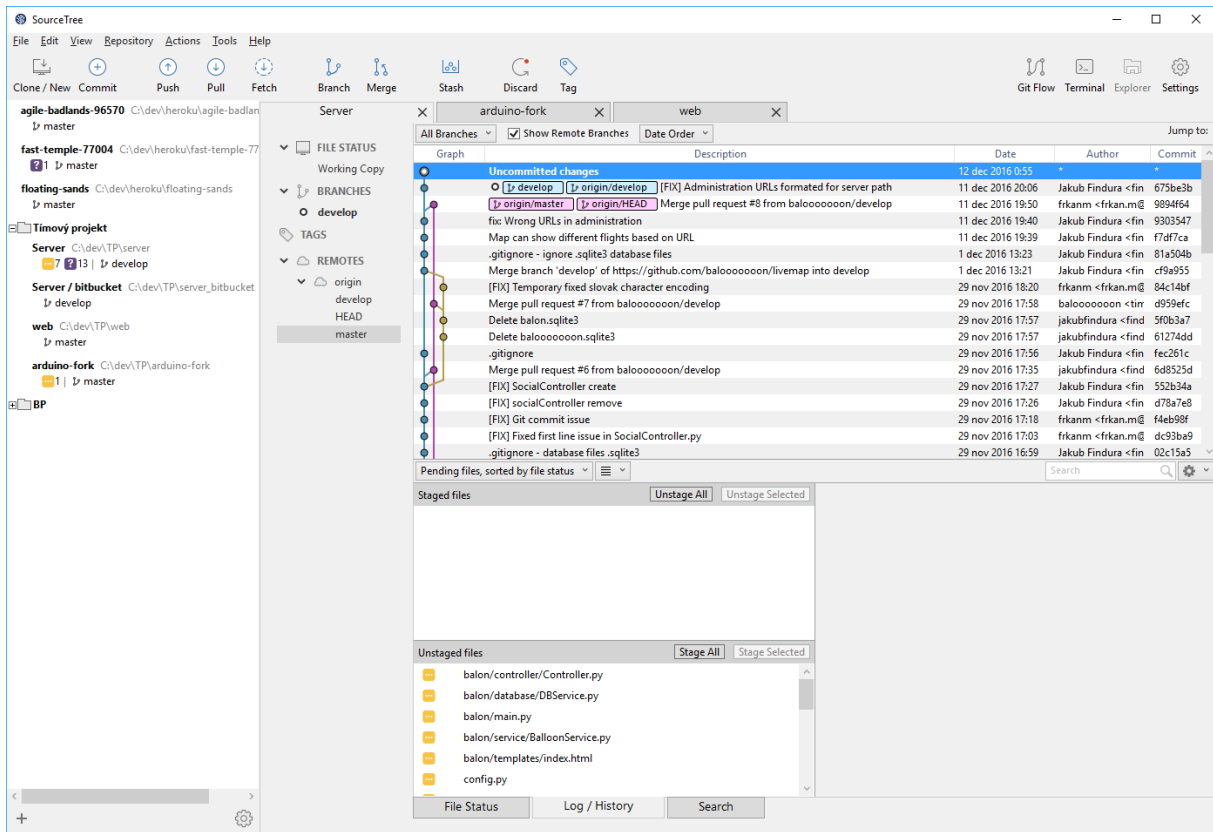 SourceTree
File Edit View Repository Actions Tools Help
Clone / New Commit Push Pull Fetch Branch Merge Stash Discard Tag Git Flow Terminal Explorer Settings
agile-badlands-96570 C:\dev\heroku\agile-badlan
master
fast-temple-77004 C:\dev\heroku\fast-temple-77
?1 master
floating-sands C:\dev\heroku\floating-sands
master
Tímový projekt
Server C:\dev\TP\server
7 ?13 | develop
Server / bitbucket C:\dev\TP\server_bitbucket
develop
web C:\dev\TP\web
master
arduino-fork C:\dev\TP\arduino-fork
1 | master
BP
Server arduino-fork web
FILE STATUS
Working Copy
BRANCHES
develop
TAGS
REMOTES
origin
develop
HEAD
master
All Branches Show Remote Branches Date Order Jump to:
Graph Description Date Author Commit
Uncommitted changes 12 dec 2016 0:55 * *
develop origin/develop [FIX] Administration URLs formated for server path 11 dec 2016 20:06 Jakub Findura <fin 675be3b
origin/master origin/HEAD Merge pull request #8 from balooooooon/develop 11 dec 2016 19:50 frkanm <frkan.m@ 9894f64
fix: Wrong URLs in administration 11 dec 2016 19:40 Jakub Findura <fin 9303547
Map can show different flights based on URL 11 dec 2016 19:39 Jakub Findura <fin f7df7ca
.gitignore - ignore .sqlite3 database files 1 dec 2016 13:23 Jakub Findura <fin 81a504b
Merge branch 'develop' of https://github.com/balooooooon/livemap into develop 1 dec 2016 13:21 Jakub Findura <fin cf9a955
[FIX] Temporary fixed slovak character encoding 29 nov 2016 18:20 frkanm <frkan.m@ 84c14bf
Merge pull request #7 from balooooooon/develop 29 nov 2016 17:58 balooooooon <tim d959efc
Delete balon.sqlite3 29 nov 2016 17:57 jakubfindura <find 5f0b3a7
Delete balooooooon.sqlite3 29 nov 2016 17:57 jakubfindura <find 61274dd
.gitignore 29 nov 2016 17:56 Jakub Findura <fin fec261c
Merge pull request #6 from balooooooon/develop 29 nov 2016 17:35 jakubfindura <find 6d8525d
[FIX] SocialController create 29 nov 2016 17:27 Jakub Findura <fin 552b34a
[FIX] socialController remove 29 nov 2016 17:26 Jakub Findura <fin d78a7e8
[FIX] Git commit issue 29 nov 2016 17:18 frkanm <frkan.m@ f4eb98f
[FIX] Fixed first line issue in SocialController.py 29 nov 2016 17:03 frkanm <frkan.m@ dc93ba9
.gitignore - database files .sqlite3 29 nov 2016 16:59 Jakub Findura <fin 02c15a5
Pending files, sorted by file status Search
Staged files Unstage All Unstage Selected
Unstaged files Stage All Stage Selected
balon/controller/Controller.py
balon/database/DBService.py
balon/main.py
balon/service/BalloonService.py
balon/templates/index.html
config.py
File Status Log / History Search